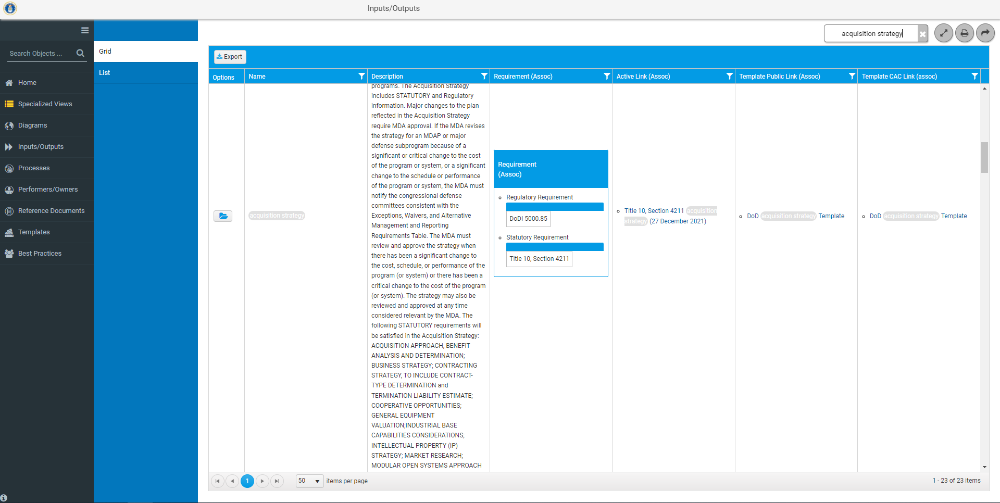 Inputs/Outputs
acquisition strategy
Search Objects ...
Home
Specialized Views
Diagrams
Inputs/Outputs
Processes
Performers/Owners
Reference Documents
Templates
Best Practices
Grid
List
Export
Options
Name
Description
Requirement (Assoc)
Active Link (Assoc)
Template Public Link (Assoc)
Template CAC Link (assoc)
acquisition strategy
programs. The Acquisition Strategy
includes STATUTORY and Regulatory
information. Major changes to the plan
reflected in the Acquisition Strategy
require MDA approval. If the MDA revises
the strategy for an MDAP or major
defense subprogram because of a
significant or critical change to the cost
of the program or system, or a significant
change to the schedule or performance
of the program or system, the MDA must
notify the congressional defense
committees consistent with the
Exceptions, Waivers, and Alternative
Management and Reporting
Requirements Table. The MDA must
review and approve the strategy when
there has been a significant change to
the cost, schedule, or performance of the
program (or system) or there has been a
critical change to the cost of the program
(or system). The strategy may also be
reviewed and approved at any time
considered relevant by the MDA. The
following STATUTORY requirements will
be satisfied in the Acquisition Strategy:
ACQUISITION APPROACH, BENEFIT
ANALYSIS AND DETERMINATION;
BUSINESS STRATEGY; CONTRACTING
STRATEGY, TO INCLUDE CONTRACT-
TYPE DETERMINATION and
TERMINATION LIABILITY ESTIMATE;
COOPERATIVE OPPORTUNITIES;
GENERAL EQUIPMENT
VALUATION;INDUSTRIAL BASE
CAPABILITIES CONSIDERATIONS;
INTELLECTUAL PROPERTY (IP)
STRATEGY; MARKET RESEARCH;
MODULAR OPEN SYSTEMS APPROACH
Requirement
(Assoc)
Regulatory Requirement
DoDI 5000.85
Statutory Requirement
Title 10, Section 4211
Title 10, Section 4211 acquisition
strategy (27 December 2021)
DoD acquisition strategy Template
DoD acquisition strategy Template
1
50
items per page
1 - 23 of 23 items